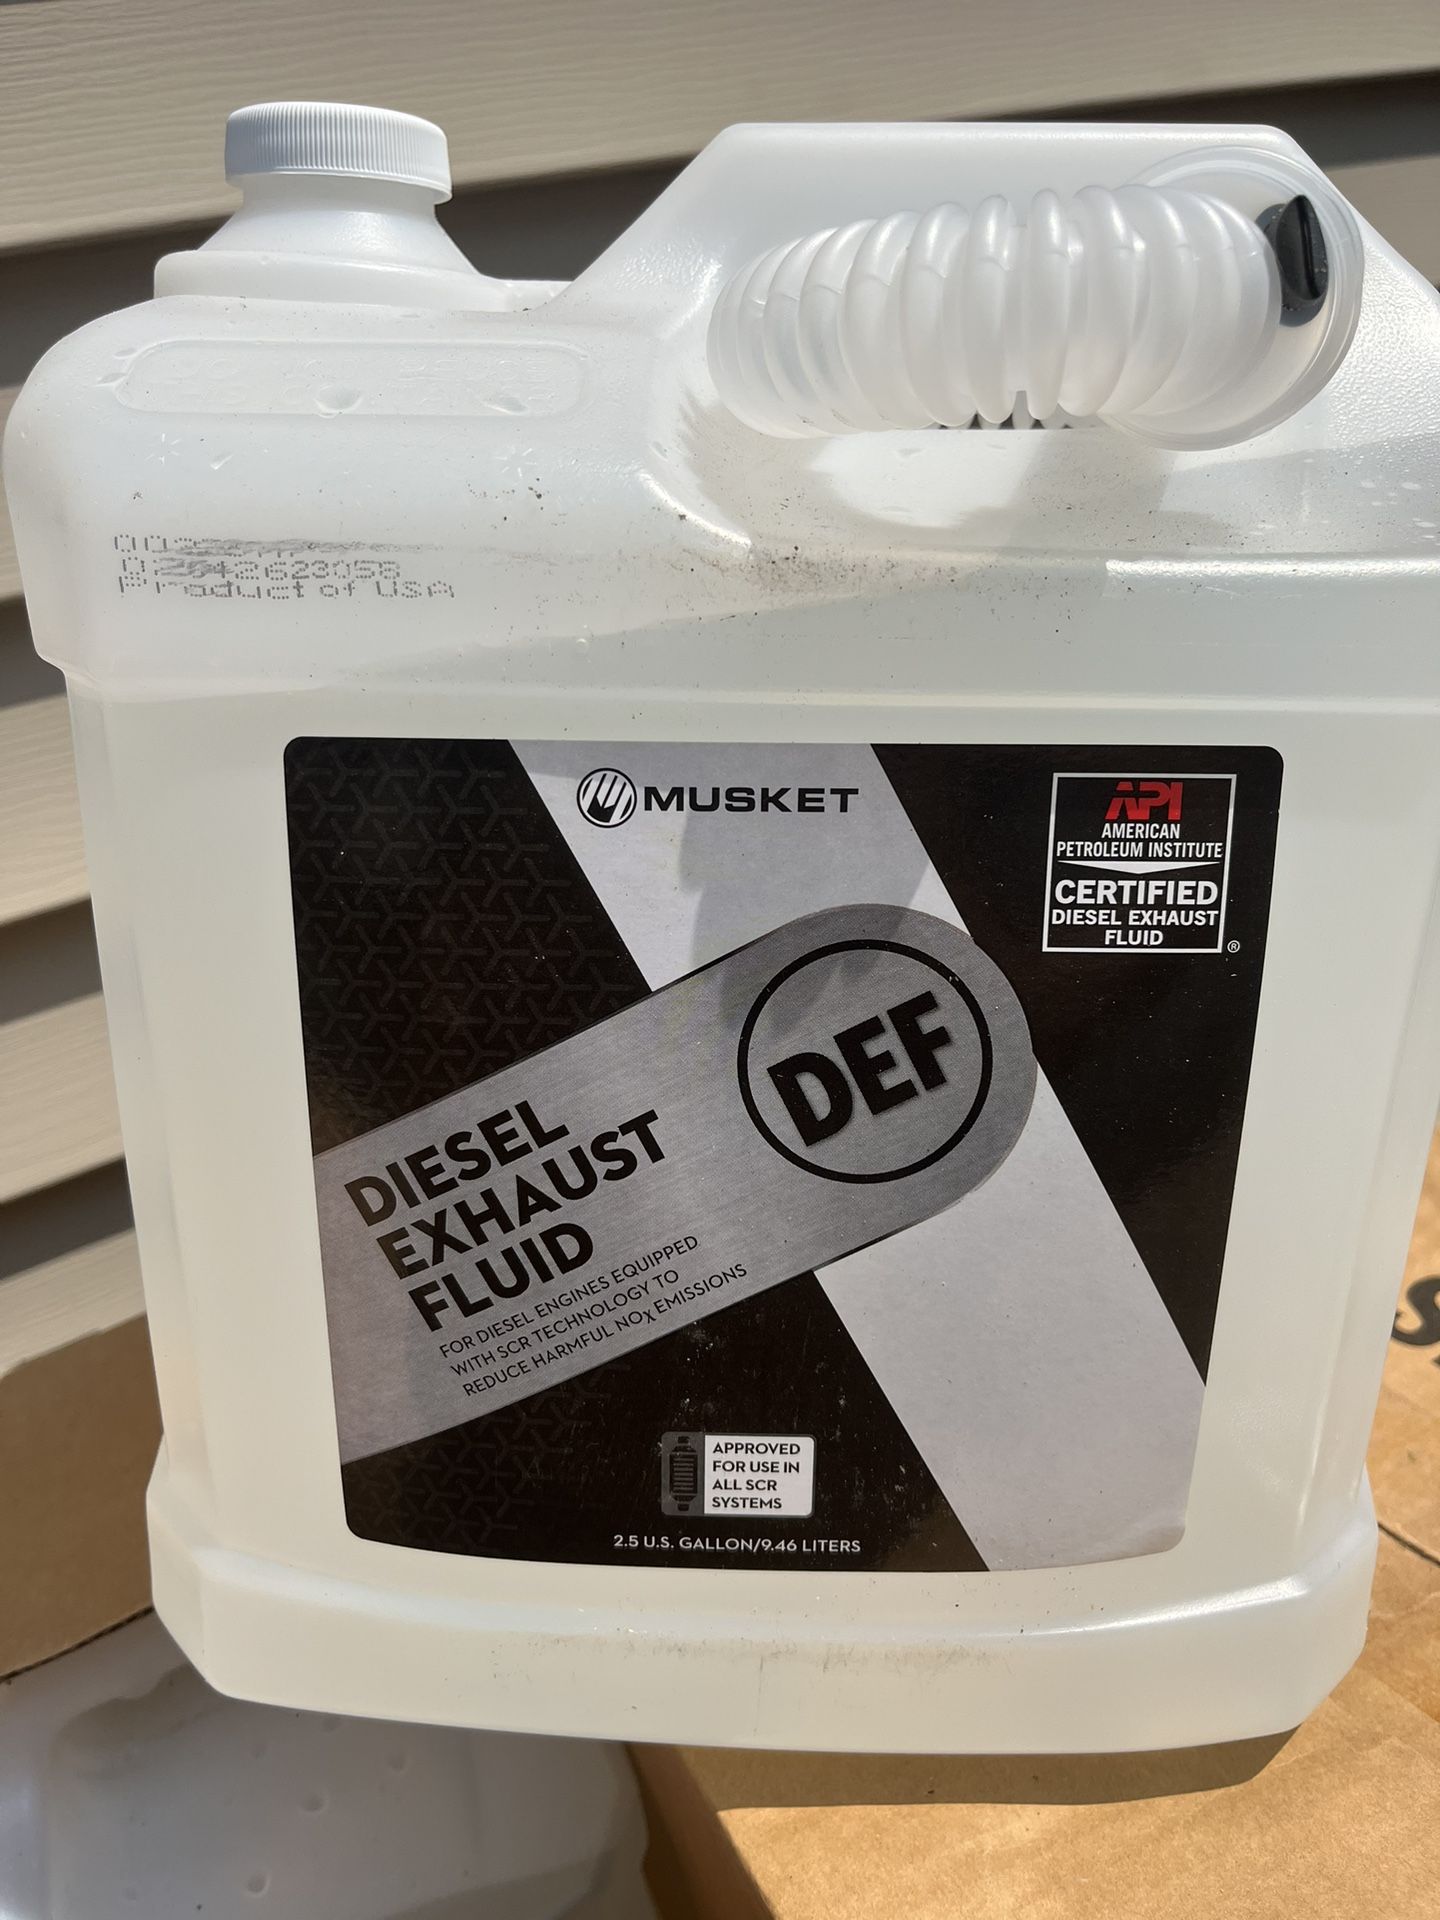 Product of USA
MUSKET
API
AMERICAN
PETROLEUM INSTITUTE
CERTIFIED
DIESEL EXHAUST
FLUID
®
DEF
DIESEL
EXHAUST
FLUID
FOR DIESEL ENGINES EQUIPPED
WITH SCR TECHNOLOGY TO
REDUCE HARMFUL NOx EMISSIONS
APPROVED
FOR USE IN
ALL SCR
SYSTEMS
2.5 U.S. GALLON/9.46 LITERS